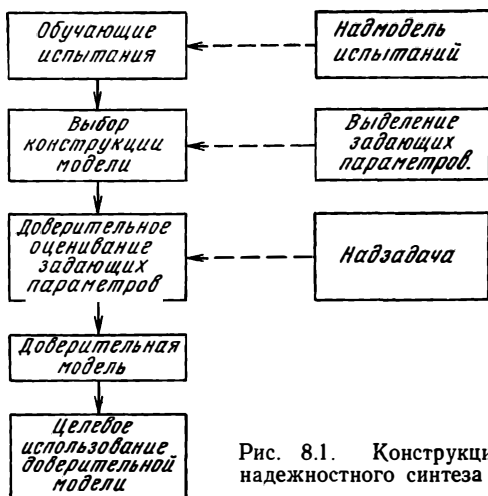 Обучающие
испытания
Надмодель
испытаний
Выбор
конструкции
модели
Выделение
задающих
параметров.
Доверительное
оценивание
задающих
параметров
Надзадача
Доверительная
модель
Целевое
использование
доверительной
модели
Рис. 8.1. Конструкци
надежностного синтеза